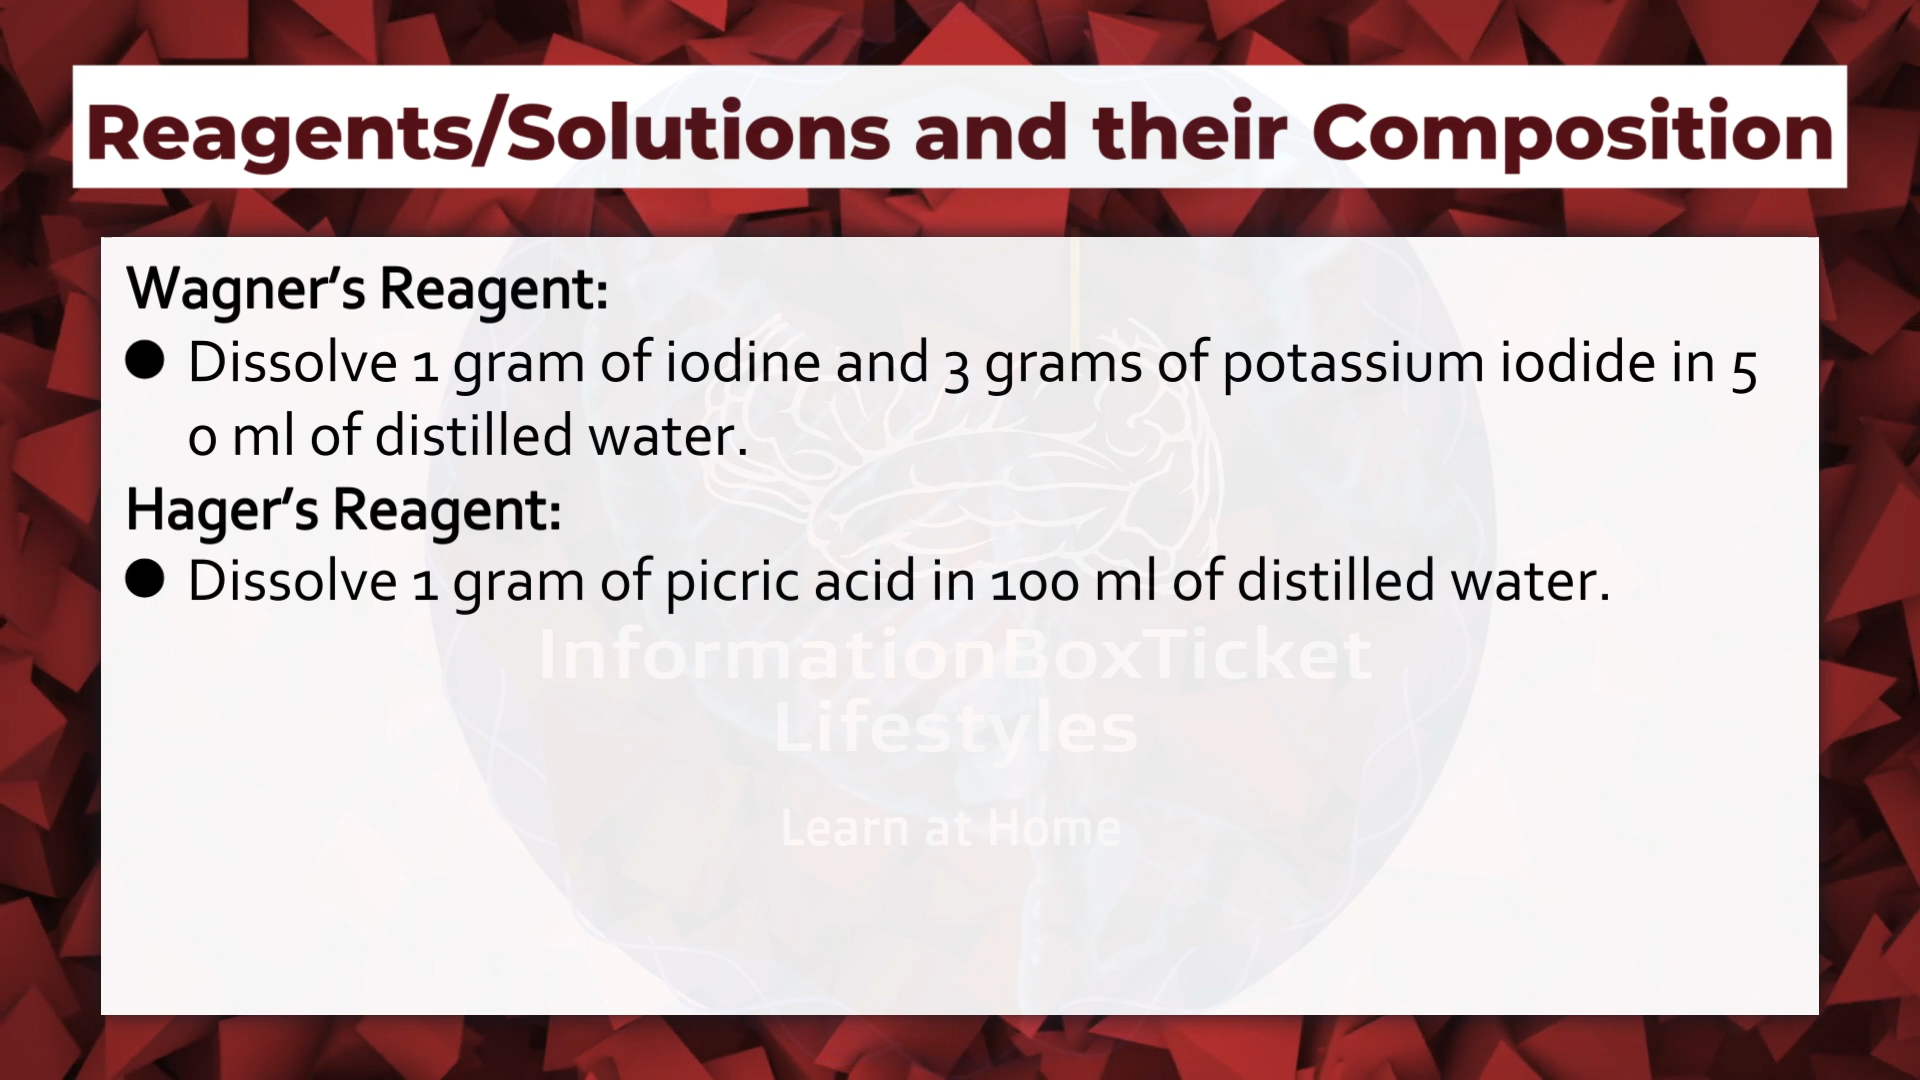 Reagents/Solutions and their Composition
Wagner’s Reagent:
● Dissolve 1 gram of iodine and 3 grams of potassium iodide in 5
0 ml of distilled water.
Hager’s Reagent:
● Dissolve 1 gram of picric acid in 100 ml of distilled water.
InformationBoxTicket
Lifestyles
Learn at Home